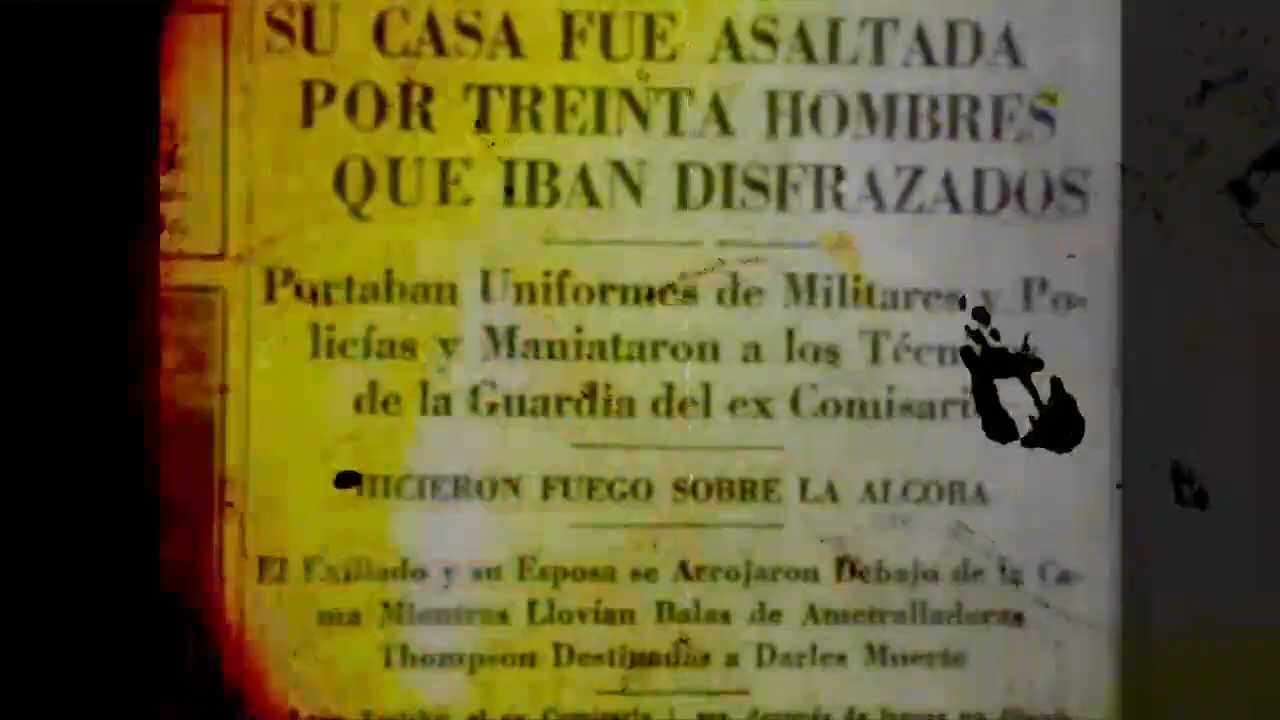 SU CASA FUE ASALTADA
POR TREINTA HOMBRES
QUE IBAN DISFRAZADOS
Portaban Uniformes de Militares y Po-
licías y Maniataron a los
de la Guardia del ex
HICIERON FUEGO SOBRE LA ALCOBA
El Exiliado y su Esposa se Arrojaron Debajo de la Ca-
ma Mientras Llovían Balas de Ametralladoras
Thompson Destinadas a Darles Muerte